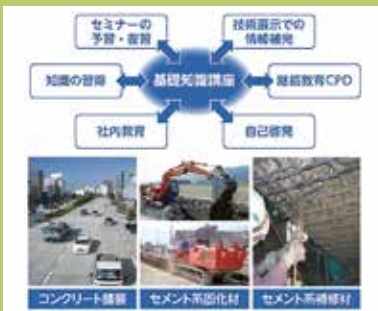 セミナーの
予習・復習
技術展示での
情報補発
知識の習得
基礎知識講座
継続教育CPD
社内教育
自己啓発
コンクリート舗装
セメント系固化材
セメント系補修材